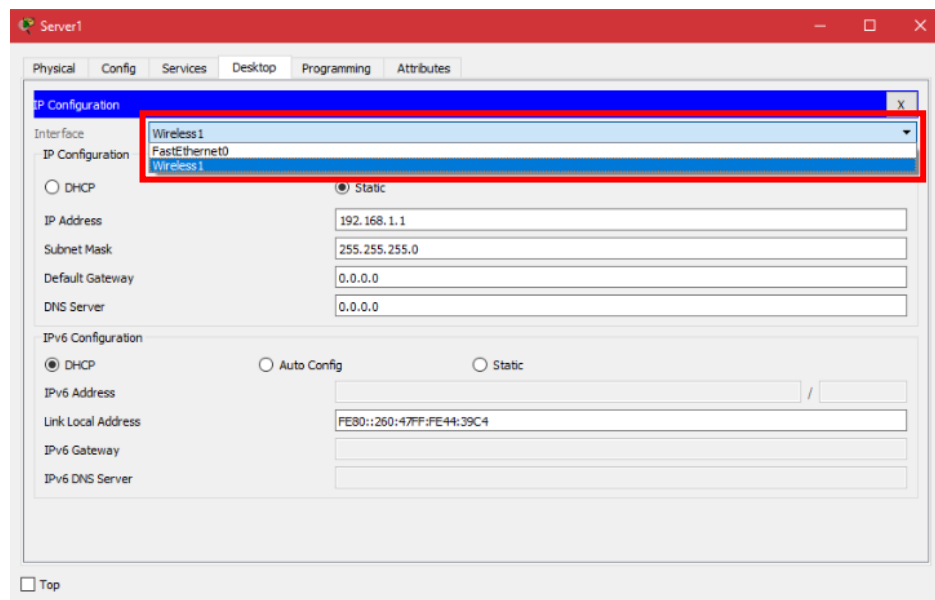 Server1
Physical Config Services Desktop Programming Attributes
IP Configuration X
Interface Wireless1
FastEthernet0
Wireless1
IP Configuration
DHCP Static
IP Address 192.168.1.1
Subnet Mask 255.255.255.0
Default Gateway 0.0.0.0
DNS Server 0.0.0.0
IPv6 Configuration
DHCP Auto Config Static
IPv6 Address /
Link Local Address FE80::260:47FF:FE44:39C4
IPv6 Gateway
IPv6 DNS Server
Top